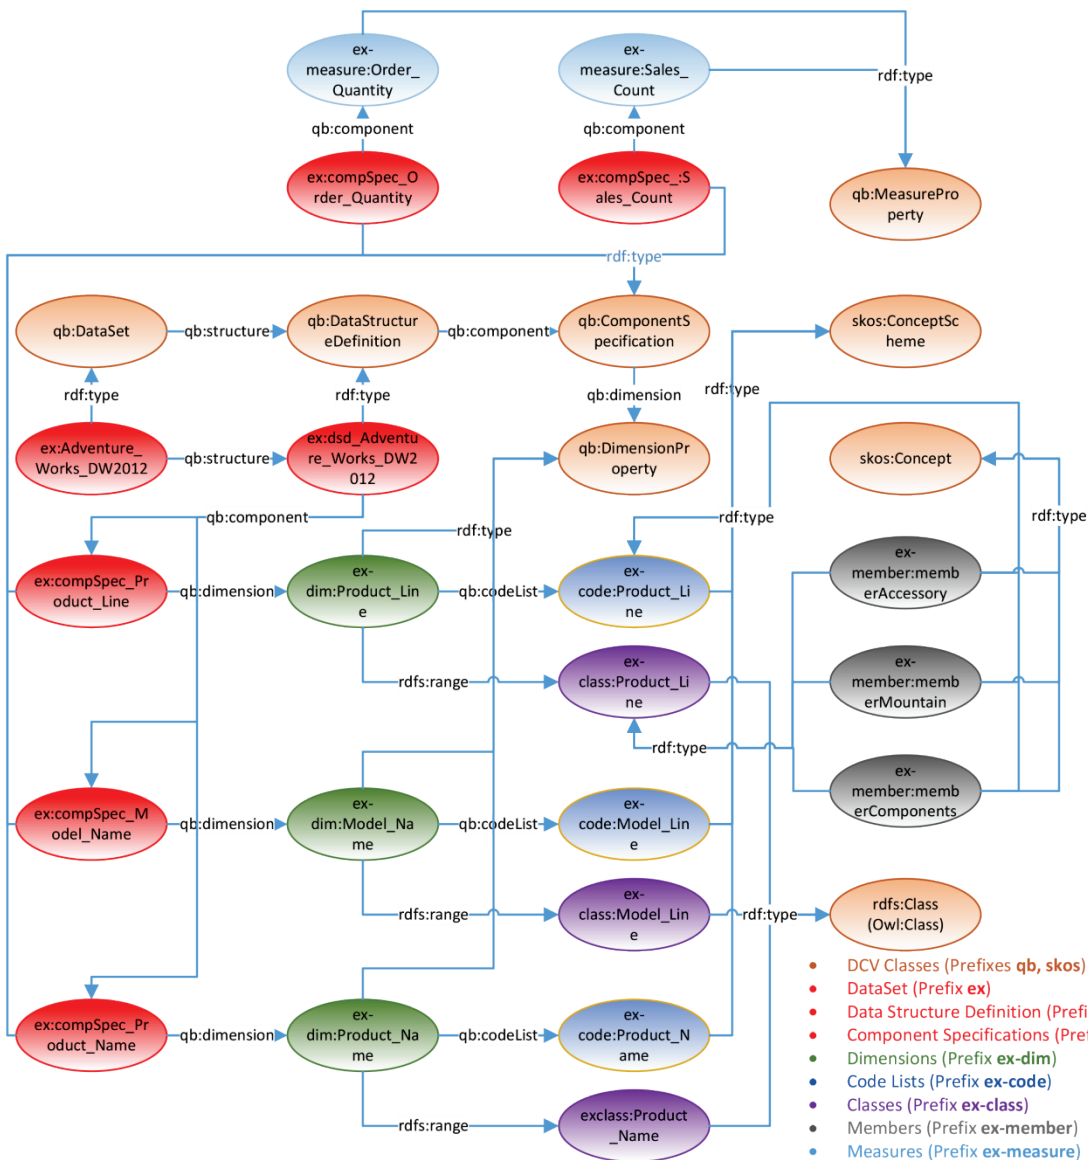 ex-
measure:Order_
Quantity
ex-
measure:Sales_
Count
rdf:type
qb:component
qb:component
ex:compSpec_O
rder_Quantity
ex:compSpec_:S
ales_Count
qb:MeasurePro
perty
rdf:type
qb:DataSet
qb:structure
qb:DataStructur
eDefinition
qb:component
qb:ComponentS
pecification
skos:ConceptSc
heme
rdf:type
rdf:type
qb:dimension
rdf:type
ex:Adventure_
Works_DW2012
qb:structure
ex:dsd_Adventu
re_Works_DW2
012
qb:DimensionPr
operty
skos:Concept
qb:component
rdf:type
rdf:type
rdf:type
ex:compSpec_Pr
oduct_Line
qb:dimension
ex-
dim:Product_Lin
e
qb:codeList
ex-
code:Product_Li
ne
ex-
member:memb
erAccessory
rdfs:range
ex-
class:Product_Li
ne
ex-
member:memb
erMountain
rdf:type
ex:compSpec_M
odel_Name
qb:dimension
ex-
dim:Model_Na
me
qb:codeList
ex-
code:Model_Lin
e
ex-
member:memb
erComponents
rdfs:range
ex-
class:Model_Lin
e
rdf:type
rdfs:Class
(Owl:Class)
ex:compSpec_Pr
oduct_Name
qb:dimension
ex-
dim:Product_Na
me
qb:codeList
ex-
code:Product_N
ame
rdfs:range
exclass:Product
_Name
• DCV Classes (Prefixes qb, skos)
• DataSet (Prefix ex)
• Data Structure Definition (Prefi
• Component Specifications (Pref
• Dimensions (Prefix ex-dim)
• Code Lists (Prefix ex-code)
• Classes (Prefix ex-class)
• Members (Prefix ex-member)
• Measures (Prefix ex-measure)